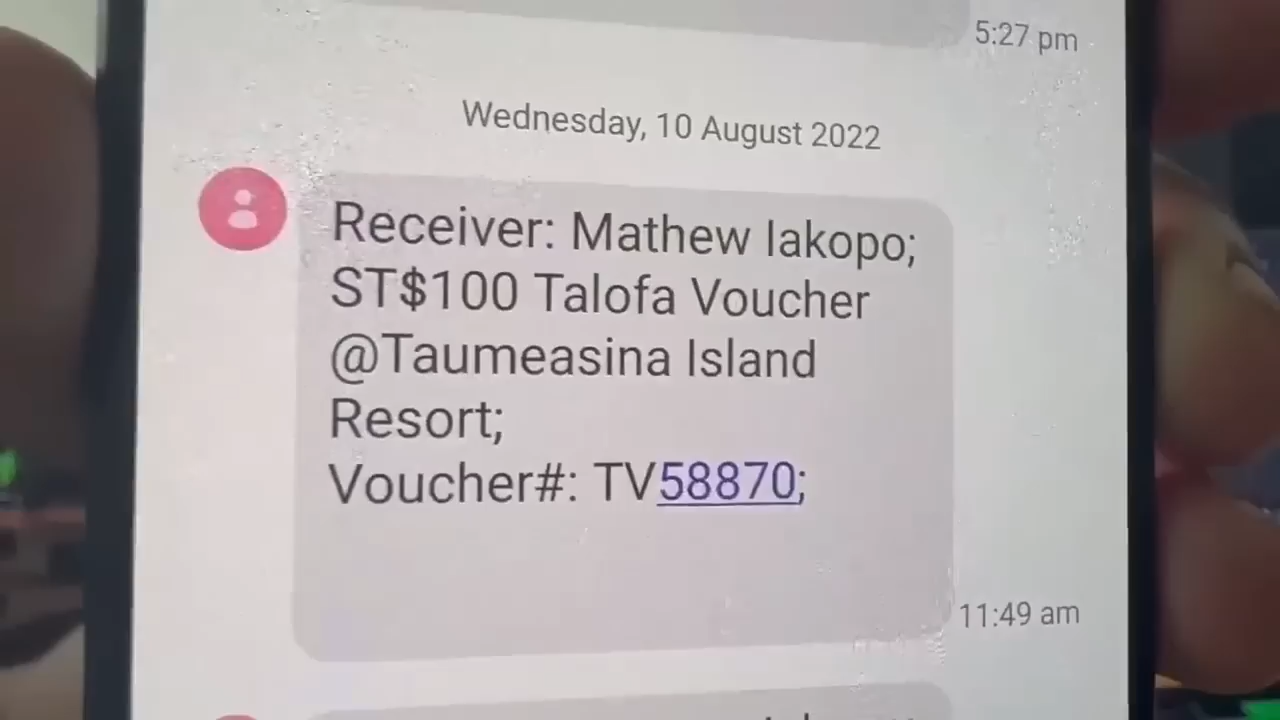 5:27 pm
Wednesday, 10 August 2022
Receiver: Mathew Iakopo;
ST$100 Talofa Voucher
@Taumeasina Island
Resort;
Voucher#: TV58870;
11:49 am